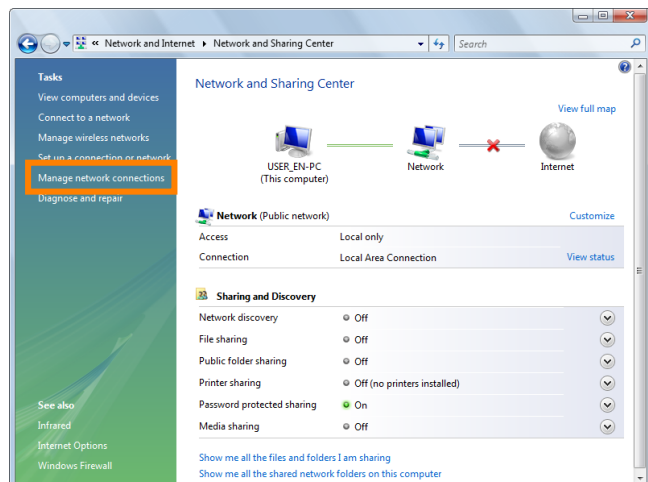 « Network and Internet ▸ Network and Sharing Center
Search
Tasks
View computers and devices
Connect to a network
Manage wireless networks
Set up a connection or network
Manage network connections
Diagnose and repair
See also
Infrared
Internet Options
Windows Firewall
Network and Sharing Center
View full map
USER_EN-PC
(This computer)
Network
Internet
Network (Public network)
Customize
Access Local only
Connection Local Area Connection View status
Sharing and Discovery
Network discovery Off
File sharing Off
Public folder sharing Off
Printer sharing Off (no printers installed)
Password protected sharing On
Media sharing Off
Show me all the files and folders I am sharing
Show me all the shared network folders on this computer